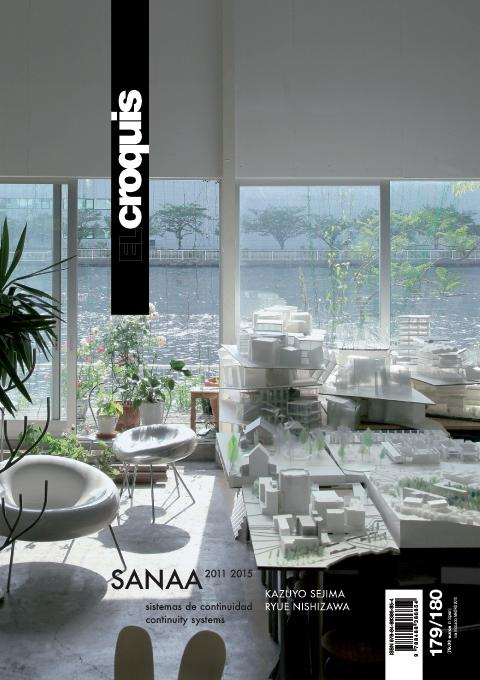 EL croquis
SANAA 2011 2015
sistemas de continuidad
continuity systems
KAZUYO SEJIMA
RYUE NISHIZAWA
179/180